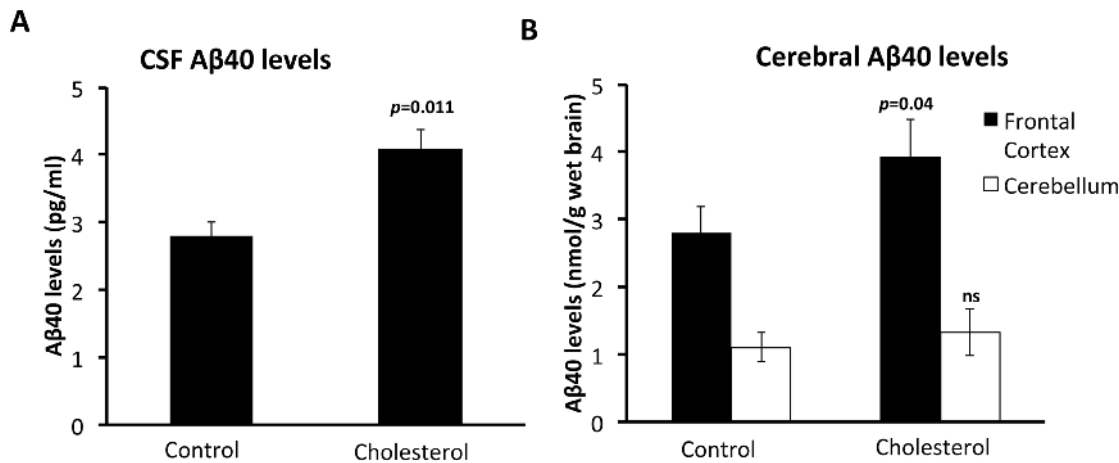 A
CSF Aβ40 levels
Aβ40 levels (pg/ml)
5
4
3
2
1
0
p=0.011
Control
Cholesterol
B
Cerebral Aβ40 levels
Aβ40 levels (nmol/g wet brain)
5
4
3
2
1
0
p=0.04
ns
Control
Cholesterol
Frontal
Cortex
Cerebellum